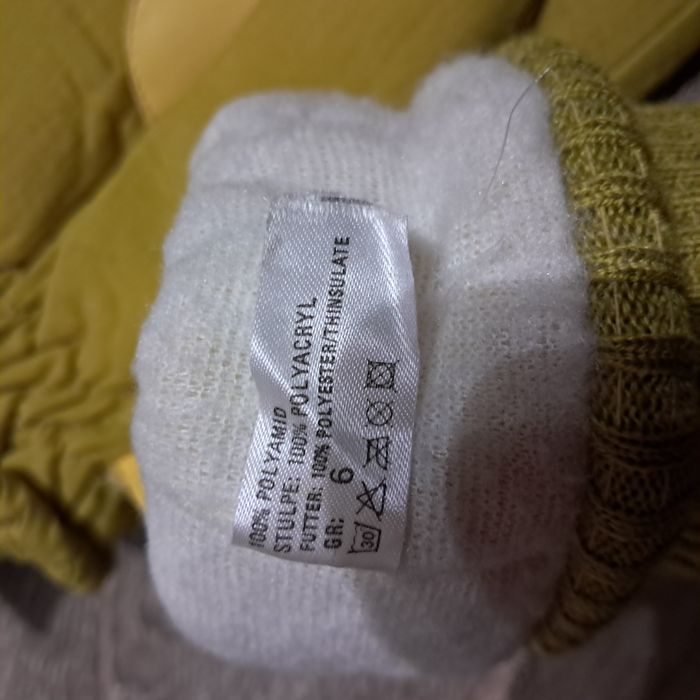 100% POLYAMID
STULPE: 100% POLYACRYL
FUTTER: 100% POLYESTER/THINSULATE
GR: 6
30